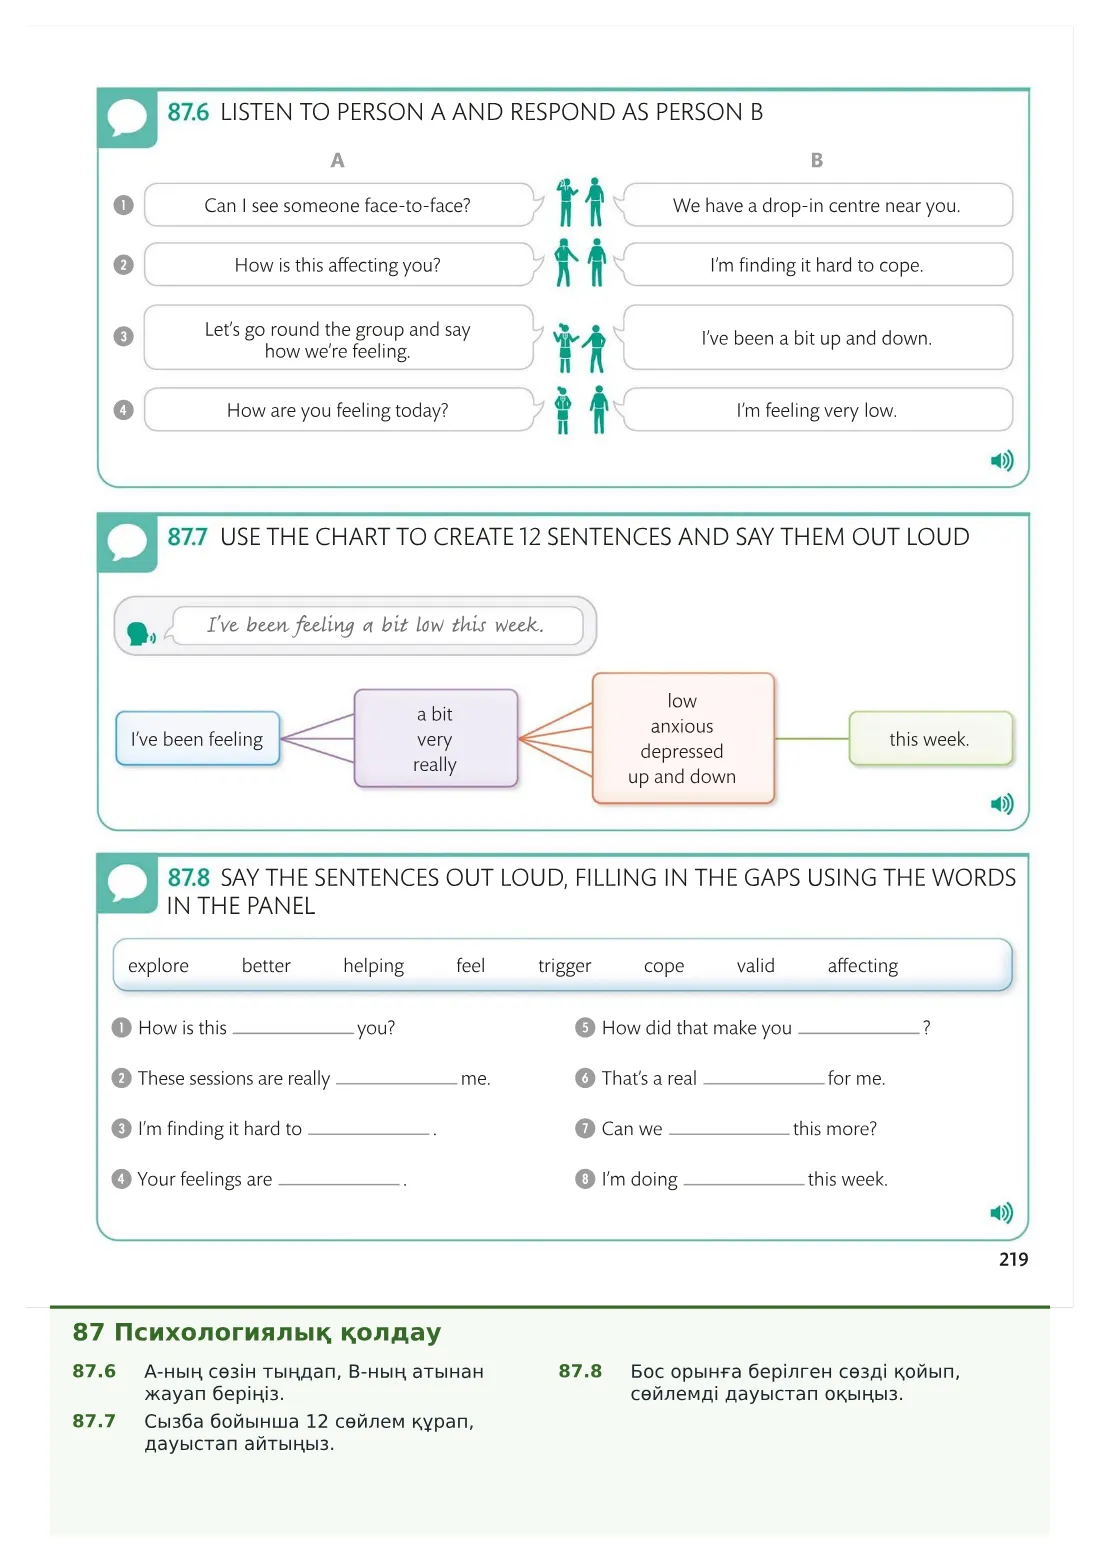 87.6 LISTEN TO PERSON A AND RESPOND AS PERSON B
A
B
1 Can I see someone face-to-face?
We have a drop-in centre near you.
2 How is this affecting you?
I'm finding it hard to cope.
3 Let's go round the group and say
how we're feeling.
I've been a bit up and down.
4 How are you feeling today?
I'm feeling very low.
87.7 USE THE CHART TO CREATE 12 SENTENCES AND SAY THEM OUT LOUD
I've been feeling a bit low this week.
I've been feeling
a bit
very
really
low
anxious
depressed
up and down
this week.
87.8 SAY THE SENTENCES OUT LOUD, FILLING IN THE GAPS USING THE WORDS
IN THE PANEL
explore better helping feel trigger cope valid affecting
1 How is this ____________ you?
2 These sessions are really ____________ me.
3 I'm finding it hard to ____________ .
4 Your feelings are ____________ .
5 How did that make you ____________ ?
6 That's a real ____________ for me.
7 Can we ____________ this more?
8 I'm doing ____________ this week.
219
87 Психологиялық қолдау
87.6 А-ның сөзін тыңдап, В-ның атынан
жауап беріңіз.
87.7 Сызба бойынша 12 сөйлем құрап,
дауыстап айтыңыз.
87.8 Бос орынға берілген сөзді қойып,
сөйлемді дауыстап оқыңыз.